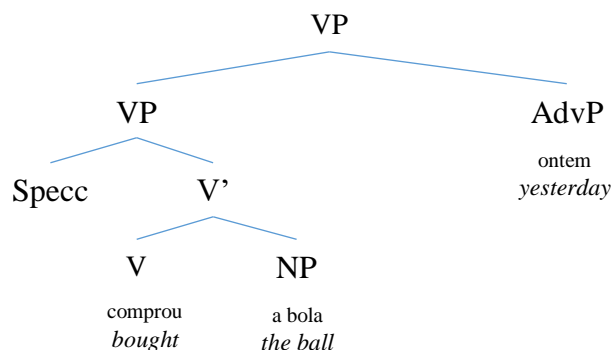 VP
VP AdvP
ontem
yesterday
Specc V’
V NP
comprou a bola
bought the ball